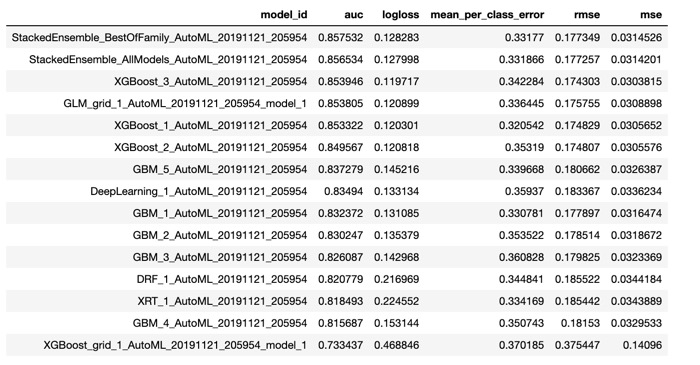 model_id auc logloss mean_per_class_error rmse mse
StackedEnsemble_BestOfFamily_AutoML_20191121_205954 0.857532 0.128283 0.33177 0.177349 0.0314526
StackedEnsemble_AllModels_AutoML_20191121_205954 0.856534 0.127998 0.331866 0.177257 0.0314201
XGBoost_3_AutoML_20191121_205954 0.853946 0.119717 0.342284 0.174303 0.0303815
GLM_grid_1_AutoML_20191121_205954_model_1 0.853805 0.120899 0.336445 0.175755 0.0308898
XGBoost_1_AutoML_20191121_205954 0.853322 0.120301 0.320542 0.174829 0.0305652
XGBoost_2_AutoML_20191121_205954 0.849567 0.120818 0.35319 0.174807 0.0305576
GBM_5_AutoML_20191121_205954 0.837279 0.145216 0.339668 0.180662 0.0326387
DeepLearning_1_AutoML_20191121_205954 0.83494 0.133134 0.35937 0.183367 0.0336234
GBM_1_AutoML_20191121_205954 0.832372 0.131085 0.330781 0.177897 0.0316474
GBM_2_AutoML_20191121_205954 0.830247 0.135379 0.353522 0.178514 0.0318672
GBM_3_AutoML_20191121_205954 0.826087 0.142968 0.360828 0.179825 0.0323369
DRF_1_AutoML_20191121_205954 0.820779 0.216969 0.344841 0.185522 0.0344184
XRT_1_AutoML_20191121_205954 0.818493 0.224552 0.334169 0.185442 0.0343889
GBM_4_AutoML_20191121_205954 0.815687 0.153144 0.350743 0.18153 0.0329533
XGBoost_grid_1_AutoML_20191121_205954_model_1 0.733437 0.468846 0.370185 0.375447 0.14096